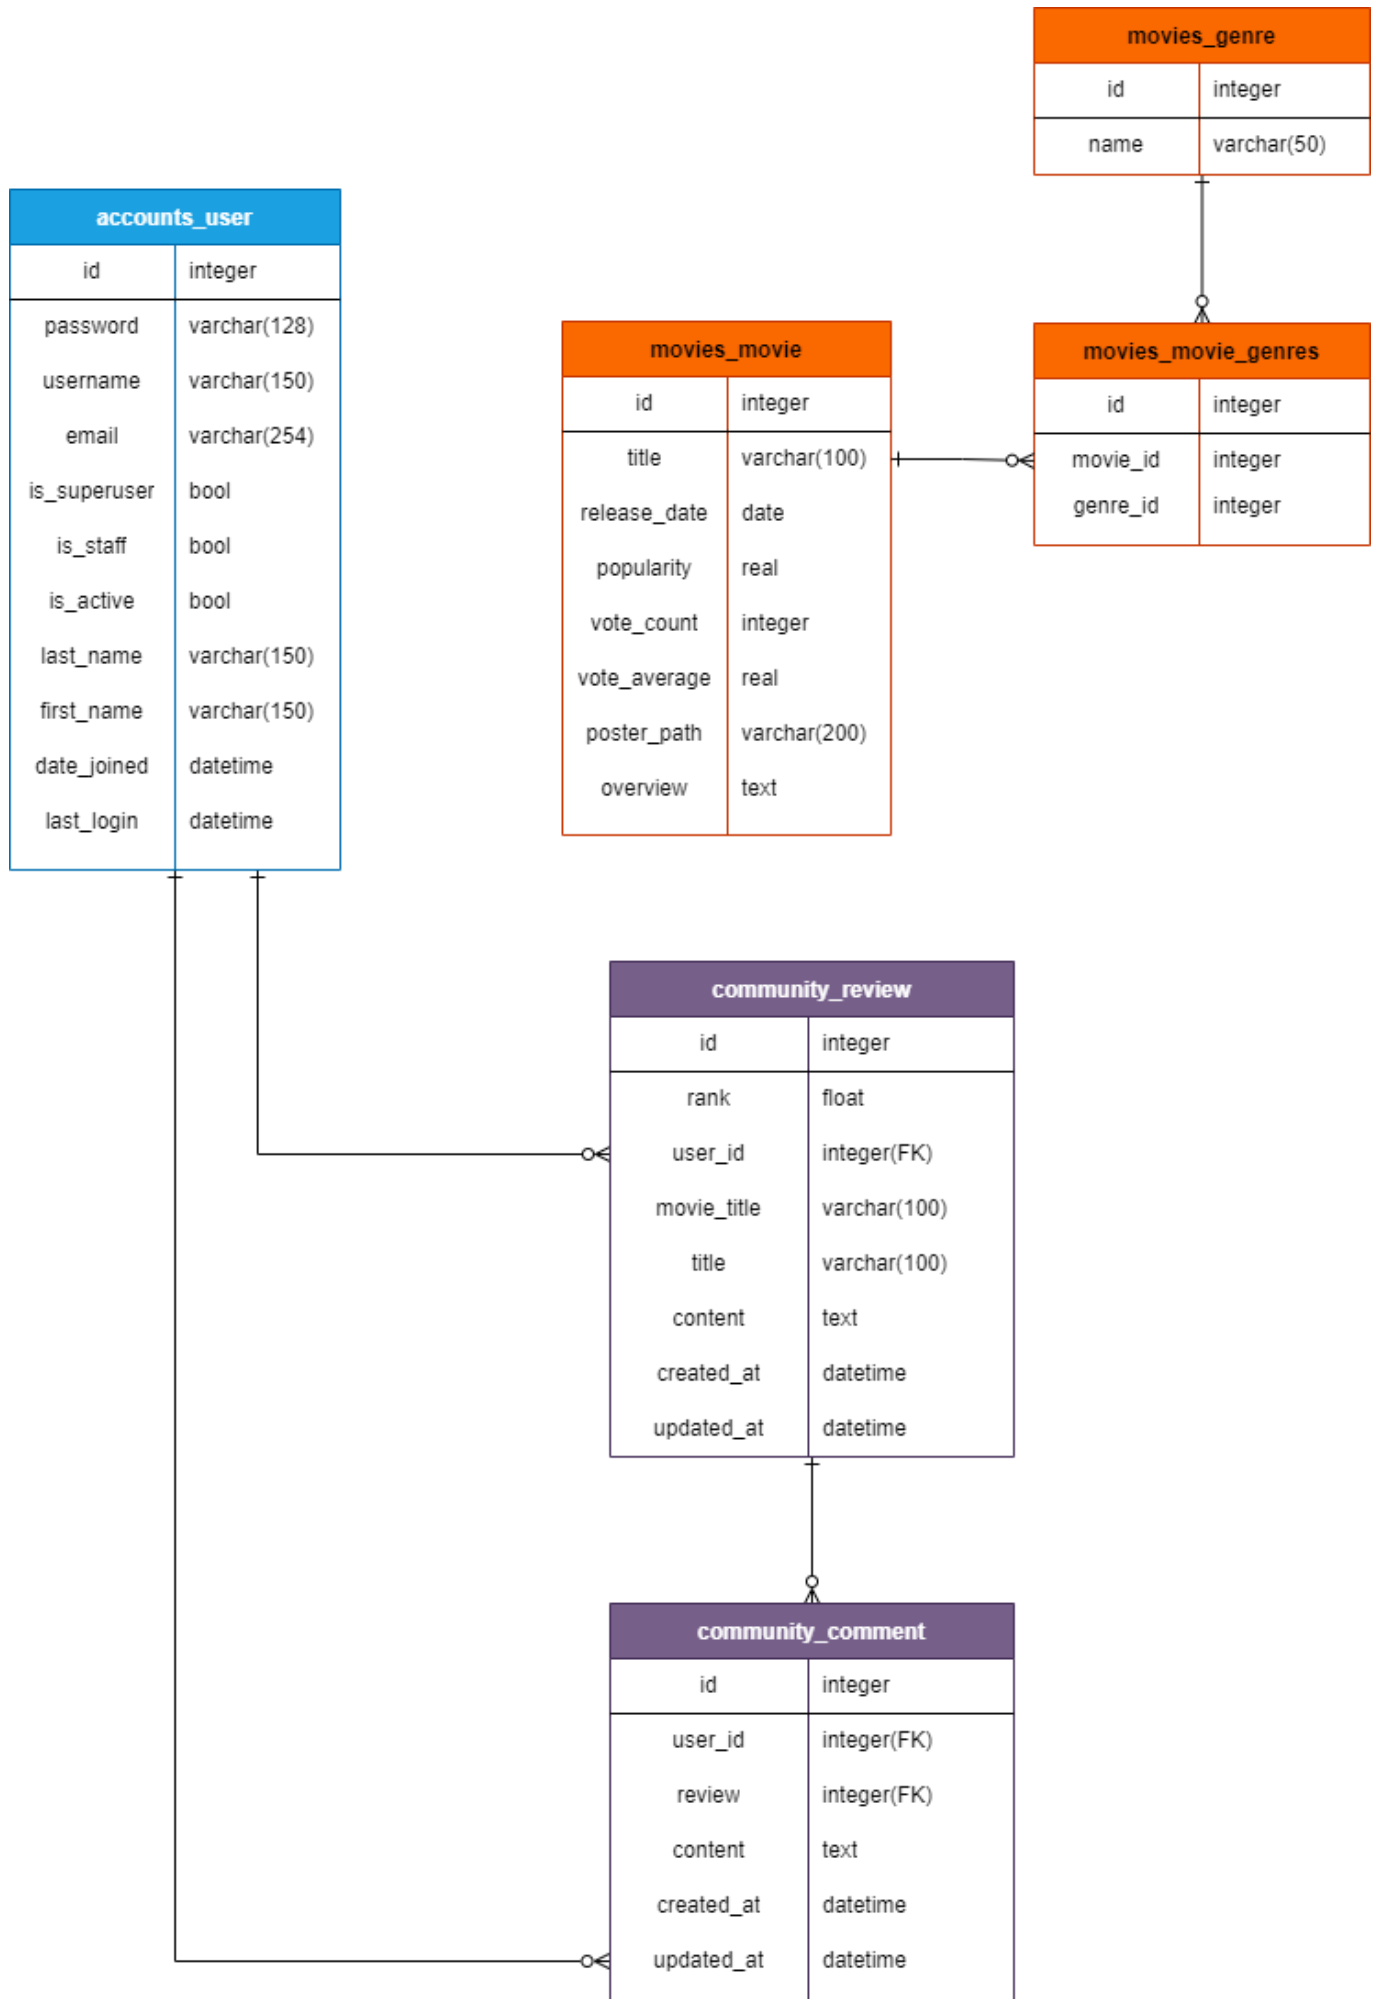 movies_genre
id integer
name varchar(50)
accounts_user
id integer
password varchar(128)
username varchar(150)
email varchar(254)
is_superuser bool
is_staff bool
is_active bool
last_name varchar(150)
first_name varchar(150)
date_joined datetime
last_login datetime
movies_movie
id integer
title varchar(100)
release_date date
popularity real
vote_count integer
vote_average real
poster_path varchar(200)
overview text
movies_movie_genres
id integer
movie_id integer
genre_id integer
community_review
id integer
rank float
user_id integer(FK)
movie_title varchar(100)
title varchar(100)
content text
created_at datetime
updated_at datetime
community_comment
id integer
user_id integer(FK)
review integer(FK)
content text
created_at datetime
updated_at datetime